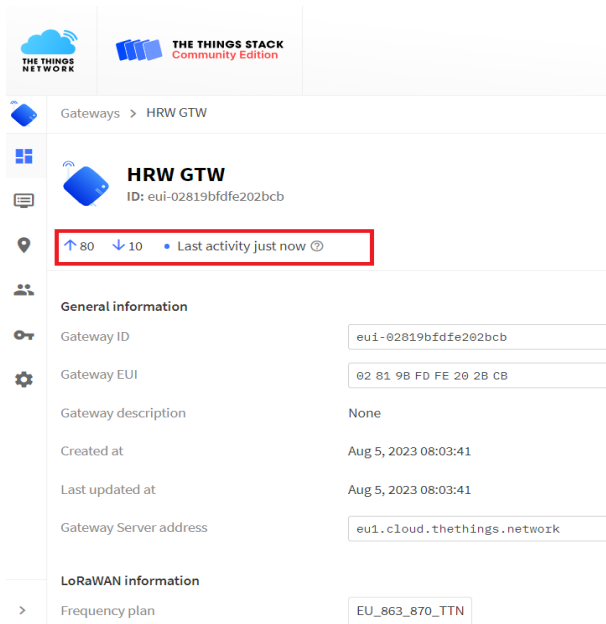 THE THINGS
NETWORK
THE THINGS STACK
Community Edition
Gateways > HRW GTW
HRW GTW
ID: eui-02819bfdfe202bcb
↑ 80 ↓ 10 • Last activity just now ?
General information
Gateway ID eui-02819bfdfe202bcb
Gateway EUI 02 81 9B FD FE 20 2B CB
Gateway description None
Created at Aug 5, 2023 08:03:41
Last updated at Aug 5, 2023 08:03:41
Gateway Server address eu1.cloud.thethings.network
LoRaWAN information
Frequency plan EU_863_870_TTN